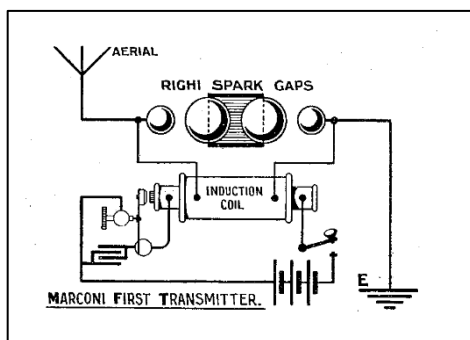 AERIAL
RIGHI SPARK GAPS
INDUCTION
COIL
E
MARCONI FIRST TRANSMITTER.